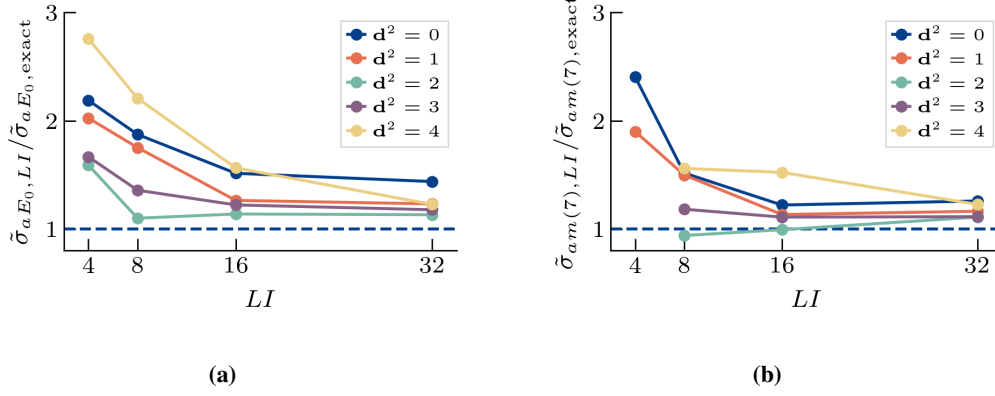 3
2
1
4
8
16
32
LI
σ̃_{aE_0,LI}/σ̃_{aE_0,exact}
d² = 0
d² = 1
d² = 2
d² = 3
d² = 4
(a)
3
2
1
4
8
16
32
LI
σ̃_{am(7),LI}/σ̃_{am(7),exact}
d² = 0
d² = 1
d² = 2
d² = 3
d² = 4
(b)